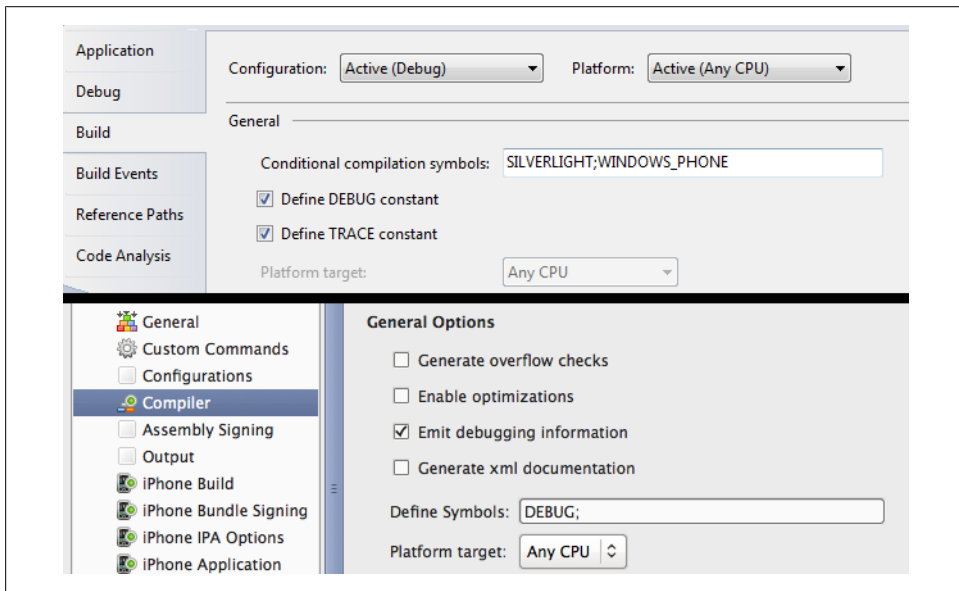 Application
Debug
Build
Build Events
Reference Paths
Code Analysis
Configuration: Active (Debug) Platform: Active (Any CPU)
General
Conditional compilation symbols: SILVERLIGHT;WINDOWS_PHONE
Define DEBUG constant
Define TRACE constant
Platform target: Any CPU
General
Custom Commands
Configurations
Compiler
Assembly Signing
Output
iPhone Build
iPhone Bundle Signing
iPhone IPA Options
iPhone Application
General Options
Generate overflow checks
Enable optimizations
Emit debugging information
Generate xml documentation
Define Symbols: DEBUG;
Platform target: Any CPU